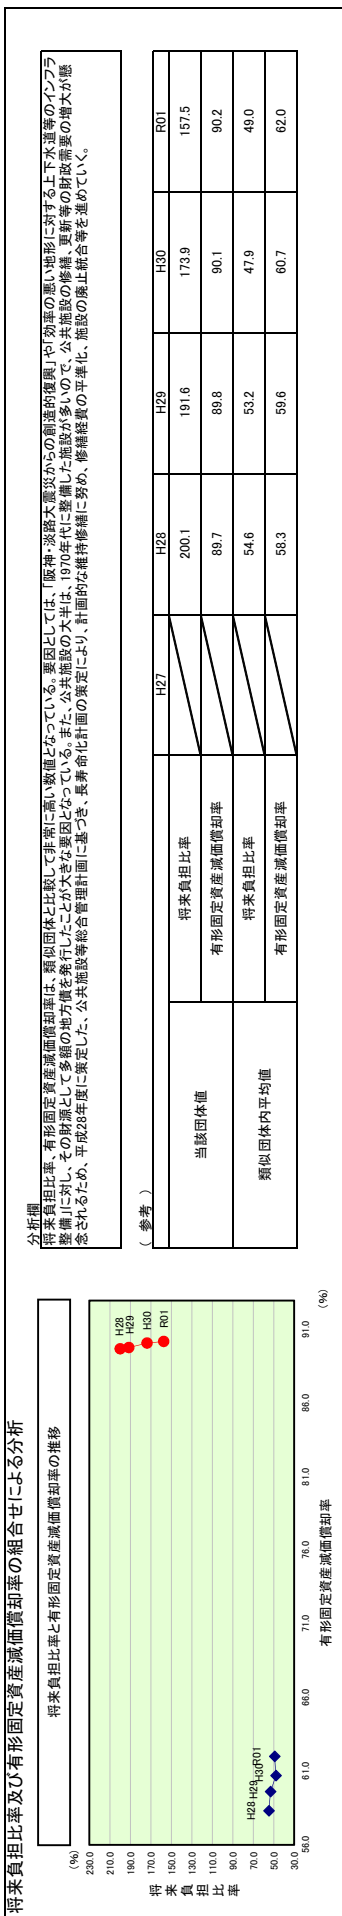 将来負担比率及び有形固定資産減価償却率の組合せによる分析
将来負担比率と有形固定資産減価償却率の推移
(%)
230.0
210.0
190.0
170.0
150.0
130.0
110.0
90.0
70.0
50.0
30.0
将来負担比率
H28
H29
H30
R01
H28
H29
H30
R01
56.0 61.0 66.0 71.0 76.0 81.0 86.0 91.0
(%)
有形固定資産減価償却率
分析欄
将来負担比率、有形固定資産減価償却率は、類似団体と比較して非常に高い数値となっている。要因としては、「阪神・淡路大震災からの創造的復興」や「効率の悪い地形に対する上下水道等のインフラ
整備」に対し、その財源として多額の地方債を発行したことが大きな要因となっている。また、公共施設の大半は、1970年代に整備した施設が多いので、公共施設の修繕、更新等の財政需要の増大が懸
念されるため、平成28年度に策定した、公共施設等総合管理計画に基づき、長寿命化計画の策定により、計画的な維持修繕に努め、修繕経費の平準化、施設の廃止統合等を進めていく。
( 参考 )
H27 H28 H29 H30 R01
当該団体値
将来負担比率 200.1 191.6 173.9 157.5
有形固定資産減価償却率 89.7 89.8 90.1 90.2
類似団体内平均値
将来負担比率 54.6 53.2 47.9 49.0
有形固定資産減価償却率 58.3 59.6 60.7 62.0